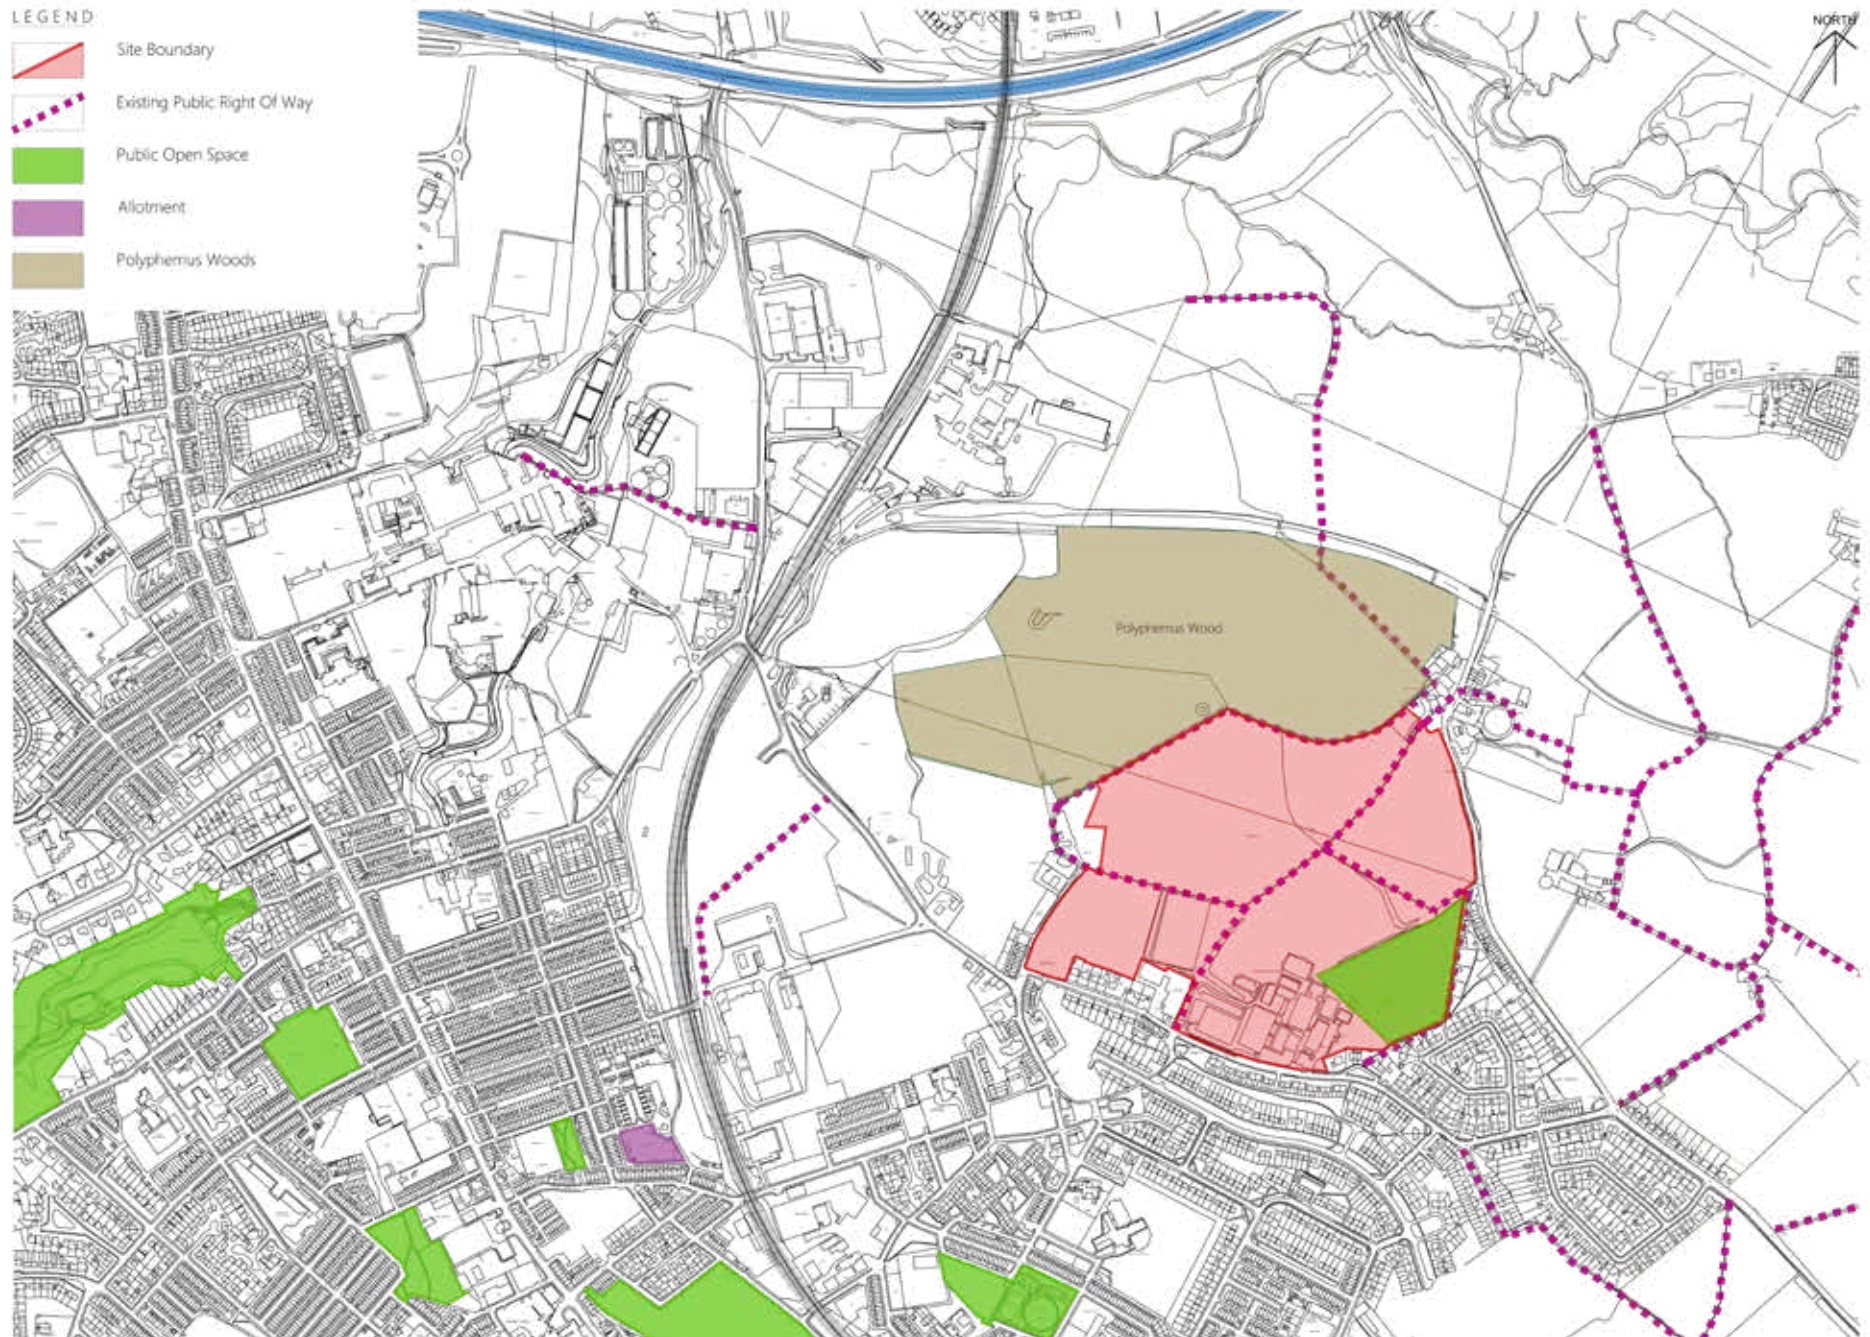 LEGEND
Site Boundary
Existing Public Right Of Way
Public Open Space
Allotment
Polyphemus Woods
NORTH
Polyphemus Wood